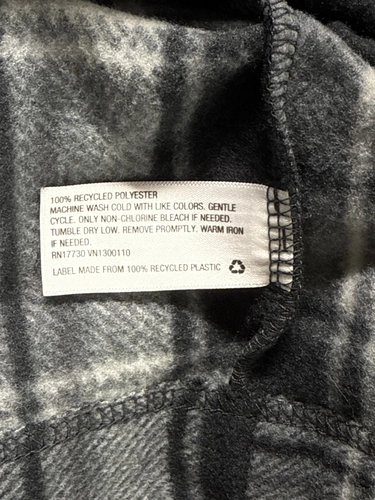 100% RECYCLED POLYESTER
MACHINE WASH COLD WITH LIKE COLORS. GENTLE
CYCLE. ONLY NON-CHLORINE BLEACH IF NEEDED.
TUMBLE DRY LOW. REMOVE PROMPTLY. WARM IRON
IF NEEDED.
RN17730 VN1300110
LABEL MADE FROM 100% RECYCLED PLASTIC